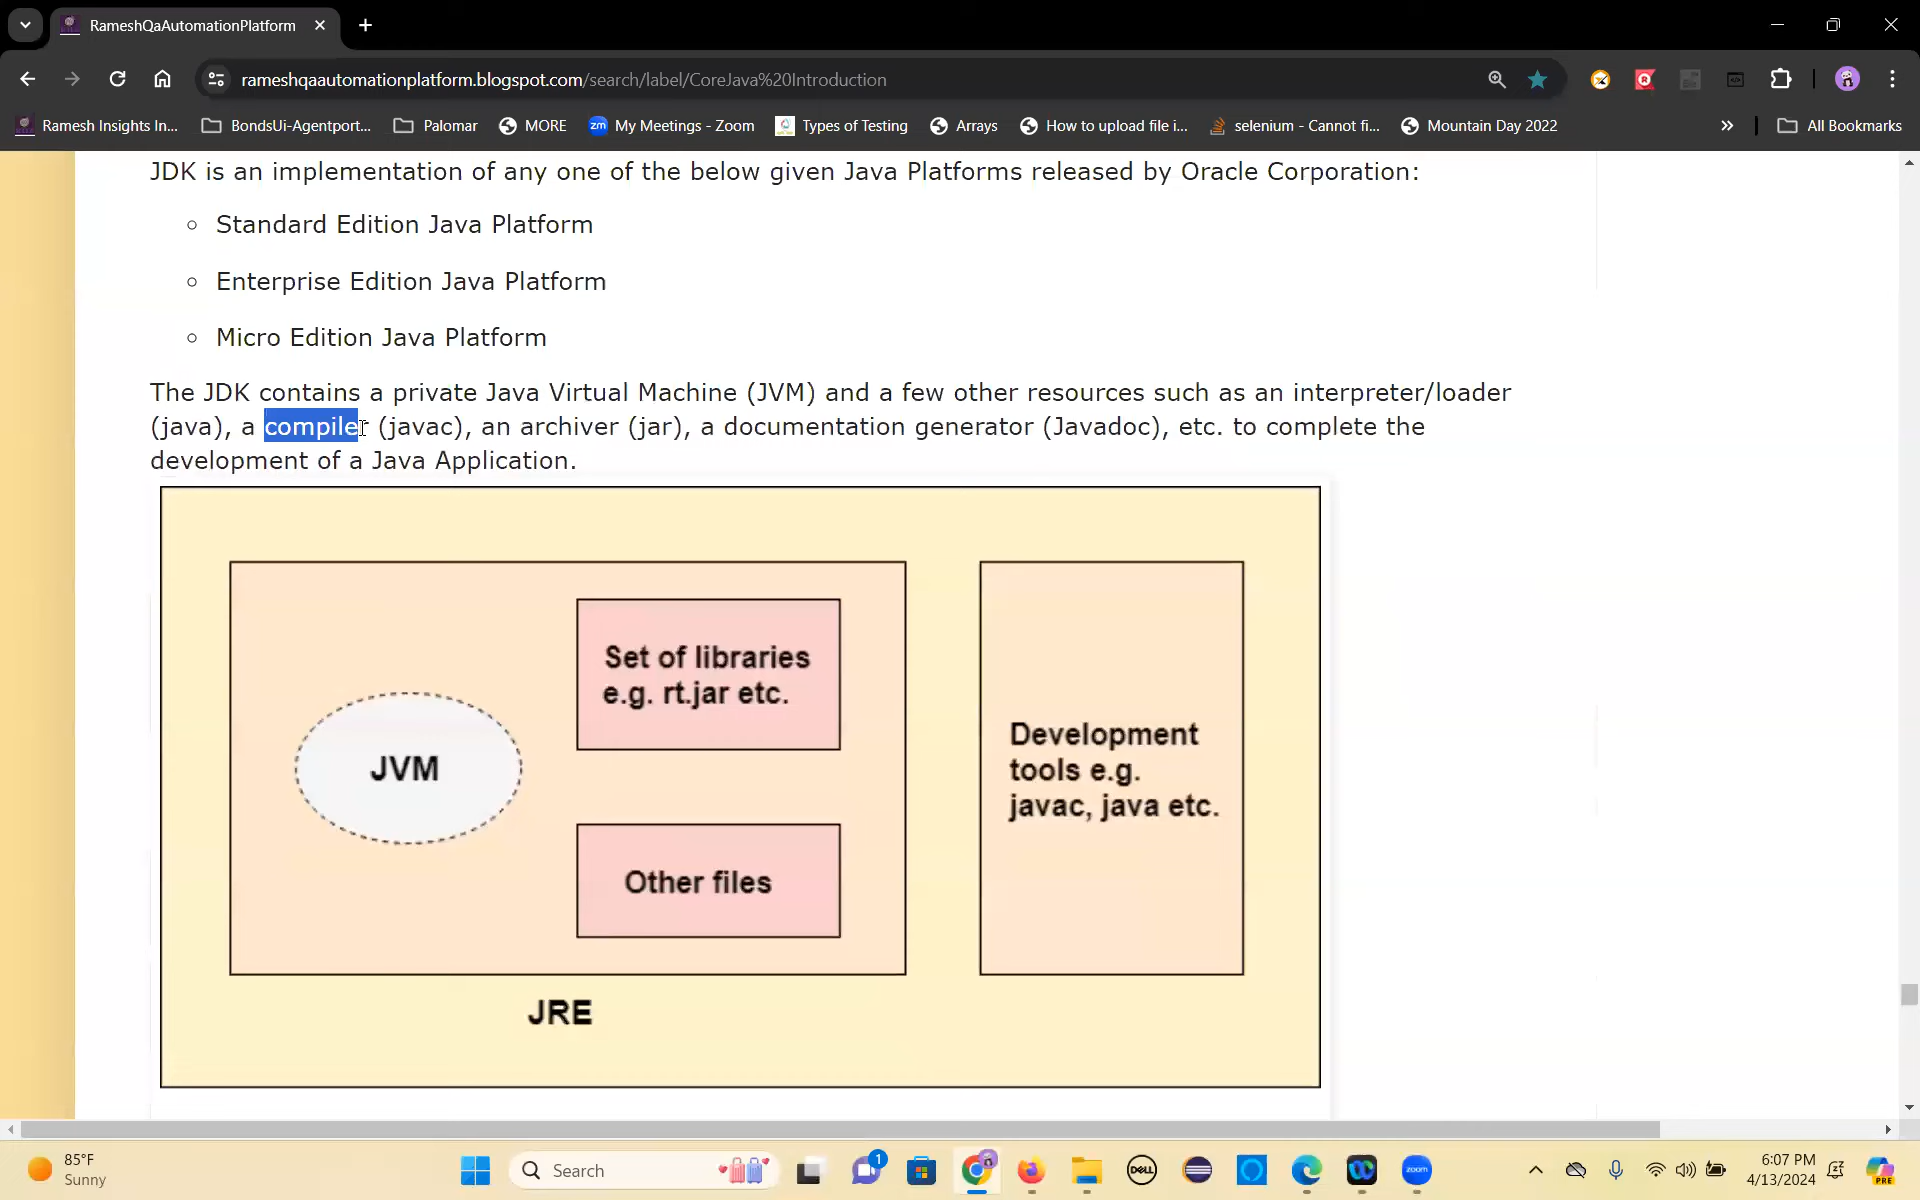 RameshQaAutomationPlatform
rameshqaautomationplatform.blogspot.com/search/label/CoreJava%20Introduction
Ramesh Insights In... BondsUi-Agentport... Palomar MORE zm My Meetings - Zoom Types of Testing Arrays How to upload file i... selenium - Cannot fi... Mountain Day 2022 » All Bookmarks
JDK is an implementation of any one of the below given Java Platforms released by Oracle Corporation:
Standard Edition Java Platform
Enterprise Edition Java Platform
Micro Edition Java Platform
The JDK contains a private Java Virtual Machine (JVM) and a few other resources such as an interpreter/loader
(java), a compiler (javac), an archiver (jar), a documentation generator (Javadoc), etc. to complete the
development of a Java Application.
Set of libraries
e.g. rt.jar etc.
JVM
Development
tools e.g.
javac, java etc.
Other files
JRE
85°F
Sunny
Search
1
DELL
zoom
6:07 PM
4/13/2024
PRE